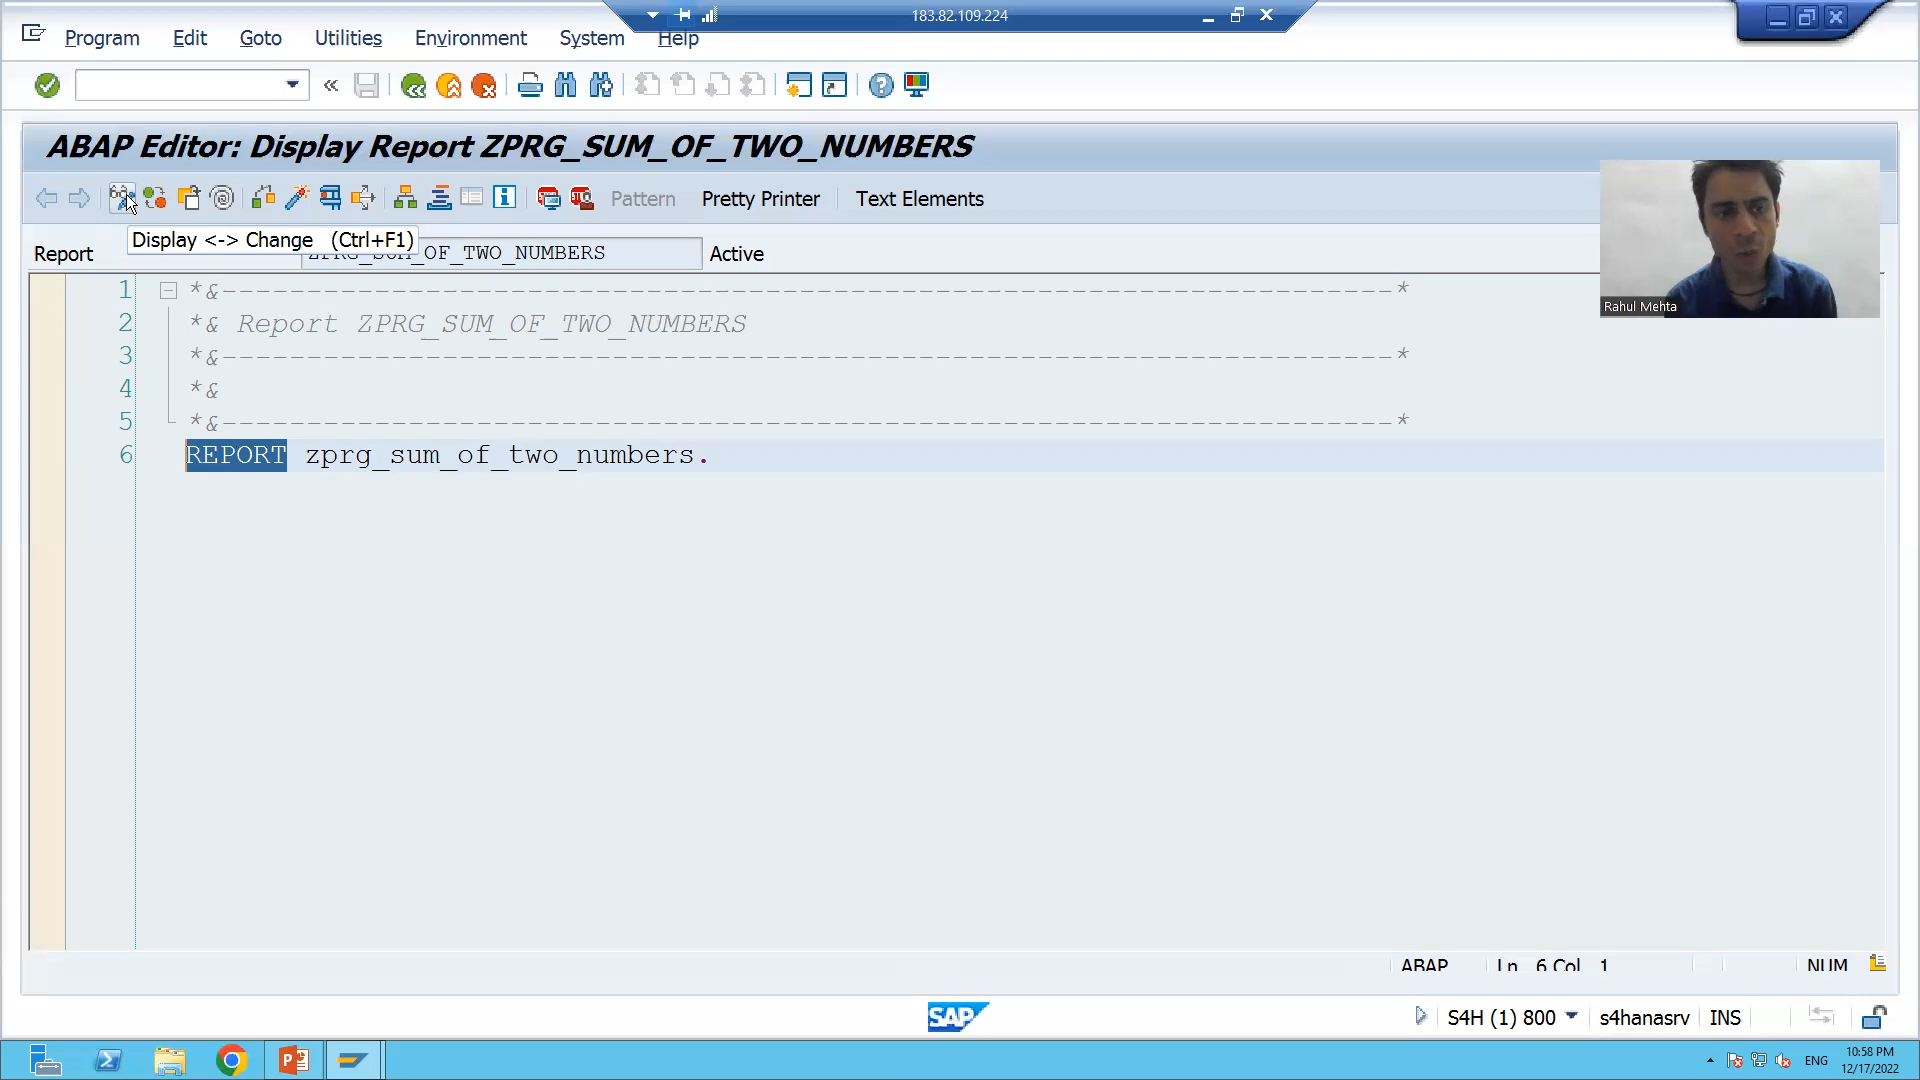 183.82.109.224
Program Edit Goto Utilities Environment System Help
ABAP Editor: Display Report ZPRG_SUM_OF_TWO_NUMBERS
Pattern Pretty Printer Text Elements
Display <-> Change (Ctrl+F1)
Report ZPRG_SUM_OF_TWO_NUMBERS Active
Rahul Mehta
1 *&---------------------------------------------------------------------*
2 *& Report ZPRG_SUM_OF_TWO_NUMBERS
3 *&---------------------------------------------------------------------*
4 *&
5 *&---------------------------------------------------------------------*
6 REPORT zprg_sum_of_two_numbers.
ABAP Ln 6 Col 1 NUM
SAP
S4H (1) 800 s4hanasrv INS
ENG
10:58 PM
12/17/2022